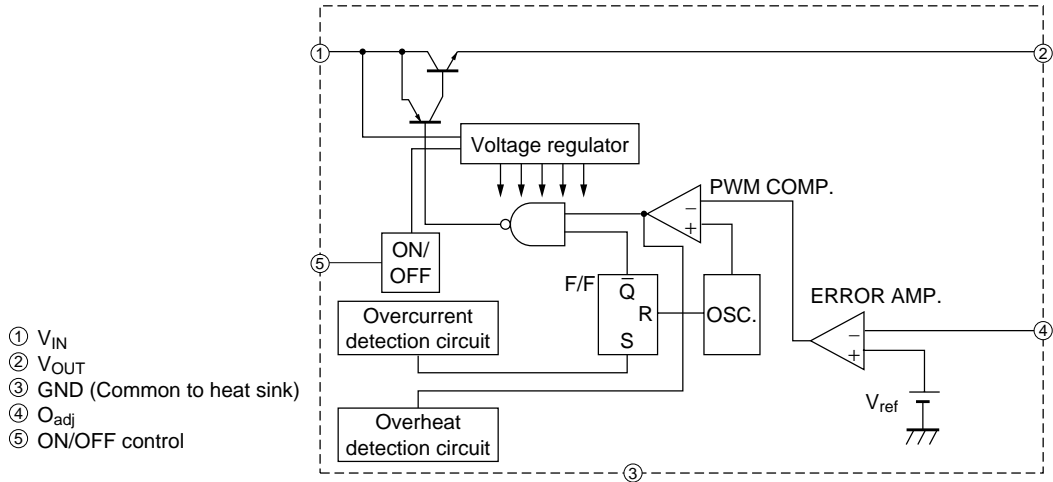 ①
②
Voltage regulator
PWM COMP.
−
+
ON/
OFF
⑤
F/F
Q̅
R
S
OSC.
ERROR AMP.
−
+
④
Overcurrent
detection circuit
Vref
Overheat
detection circuit
③
① VIN
② VOUT
③ GND (Common to heat sink)
④ Oadj
⑤ ON/OFF control